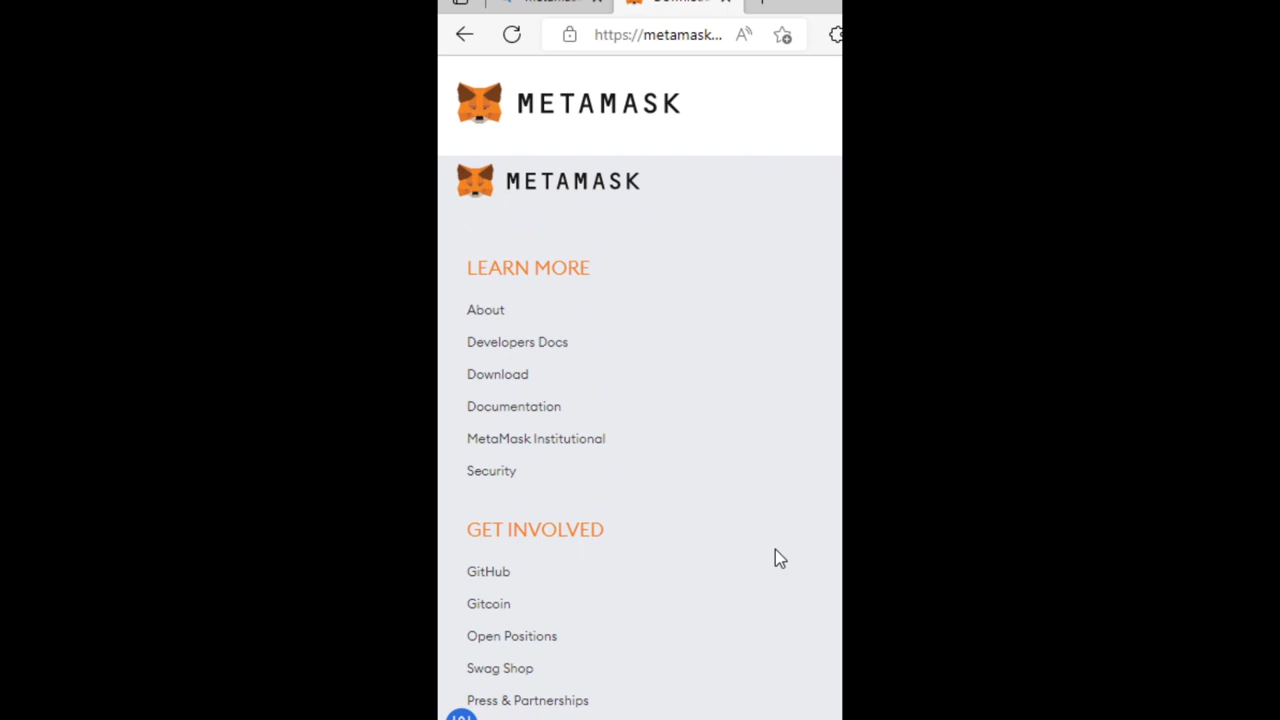 https://metamask...
METAMASK
METAMASK
LEARN MORE
About
Developers Docs
Download
Documentation
MetaMask Institutional
Security
GET INVOLVED
GitHub
Gitcoin
Open Positions
Swag Shop
Press & Partnerships